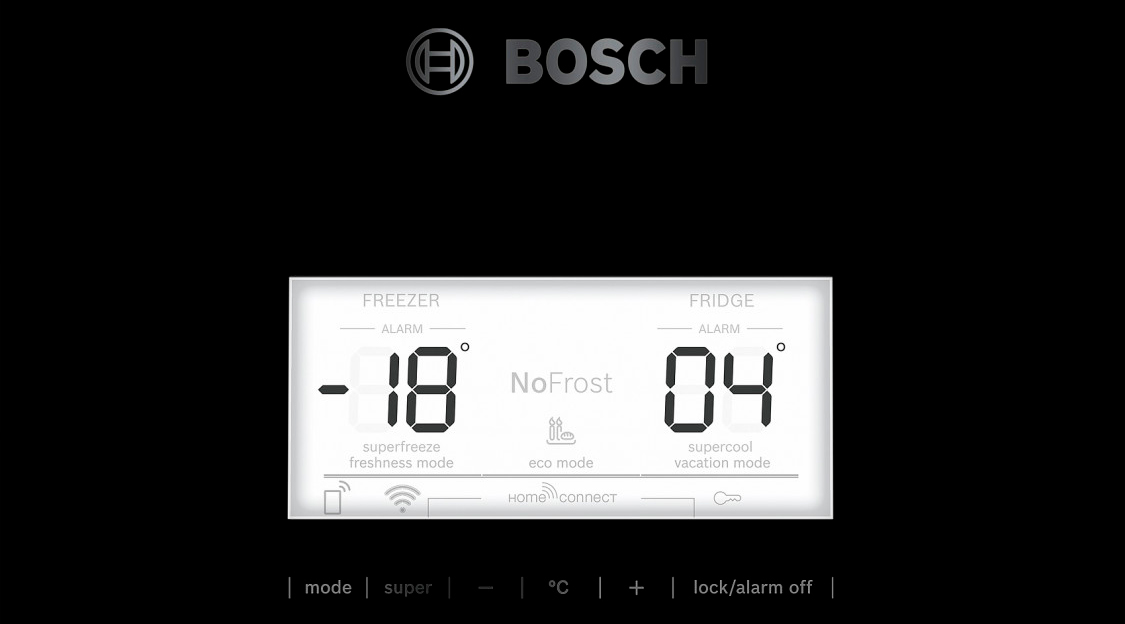 BOSCH
FREEZER
FRIDGE
ALARM
ALARM
-18°
04°
NoFrost
superfreeze
freshness mode
eco mode
supercool
vacation mode
HOME CONNECT
| mode | super | − | °C | + | lock/alarm off |